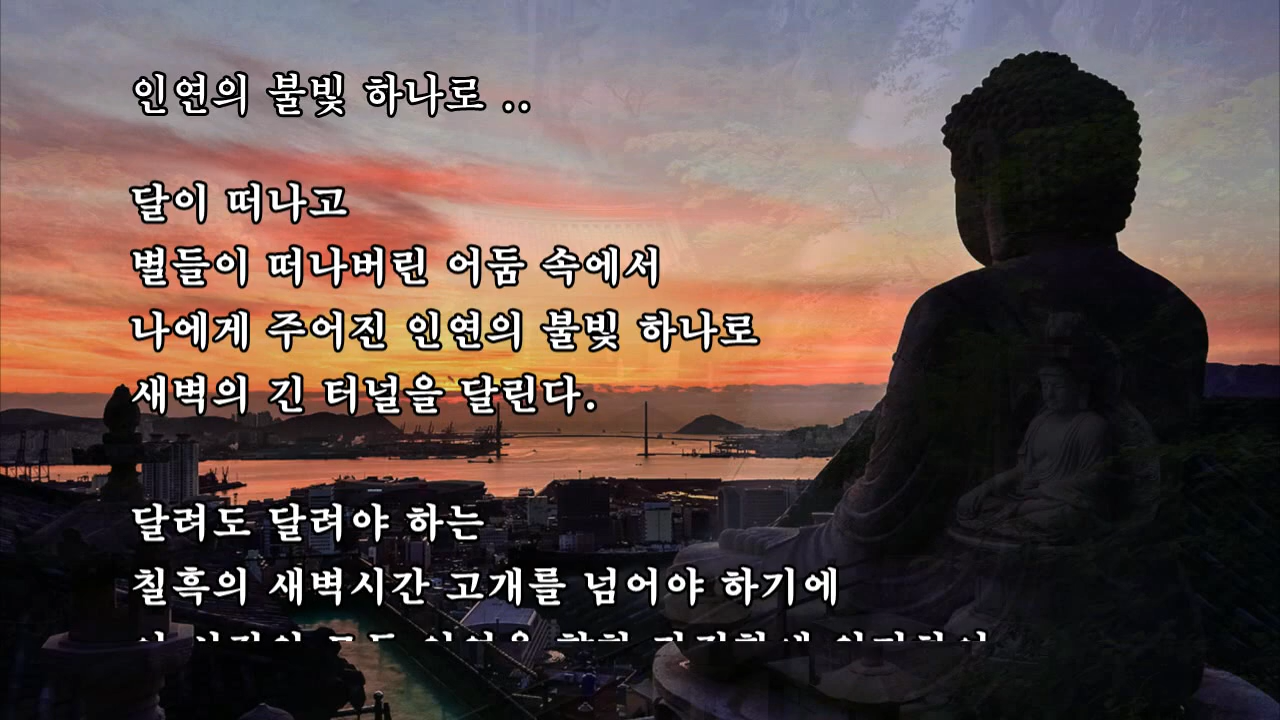 인연의 불빛 하나로 ..
달이 떠나고
별들이 떠나버린 어둠 속에서
나에게 주어진 인연의 불빛 하나로
새벽의 긴 터널을 달린다.
달려도 달려야 하는
칠흑의 새벽시간 고개를 넘어야 하기에